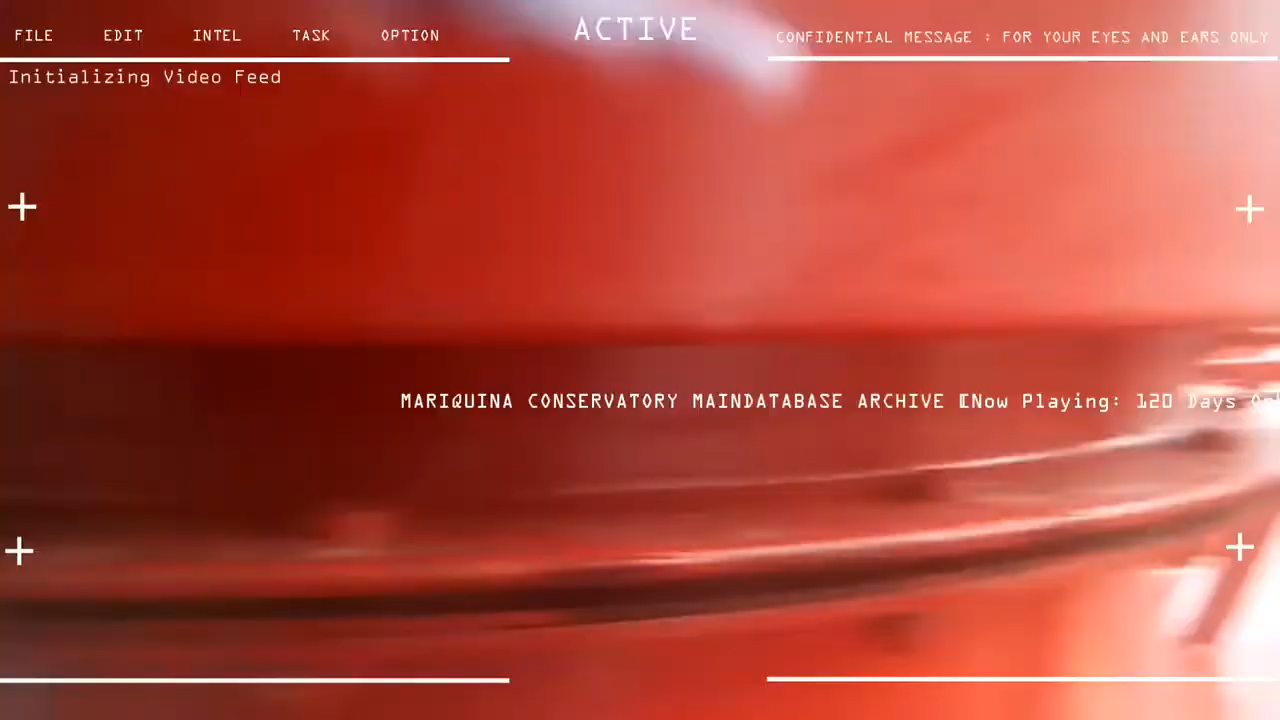 FILE EDIT INTEL TASK OPTION
ACTIVE
CONFIDENTIAL MESSAGE : FOR YOUR EYES AND EARS ONLY
Initializing Video Feed
MARIQUINA CONSERVATORY MAINDATABASE ARCHIVE [Now Playing: 120 Days